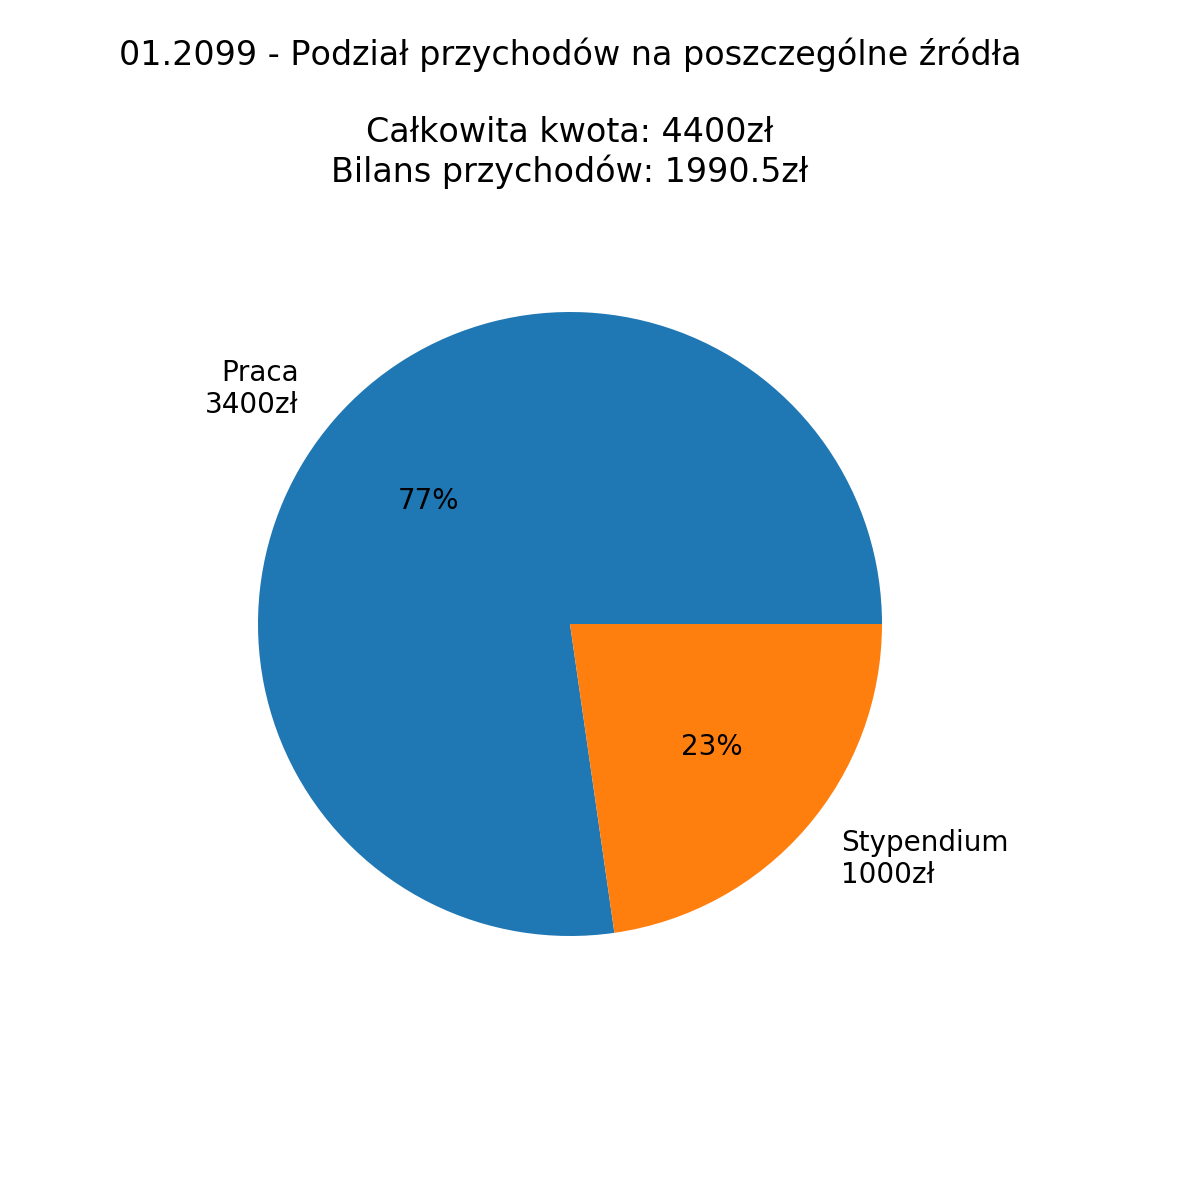 01.2099 - Podział przychodów na poszczególne źródła
Całkowita kwota: 4400zł
Bilans przychodów: 1990.5zł
Praca
3400zł
77%
23%
Stypendium
1000zł